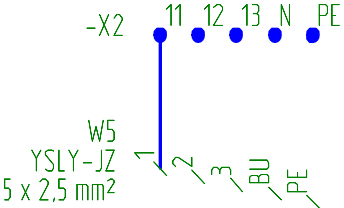 -X2 11 12 13 N PE
W5
YSLY-JZ
5 x 2,5 mm²
1 2 3 BU PE